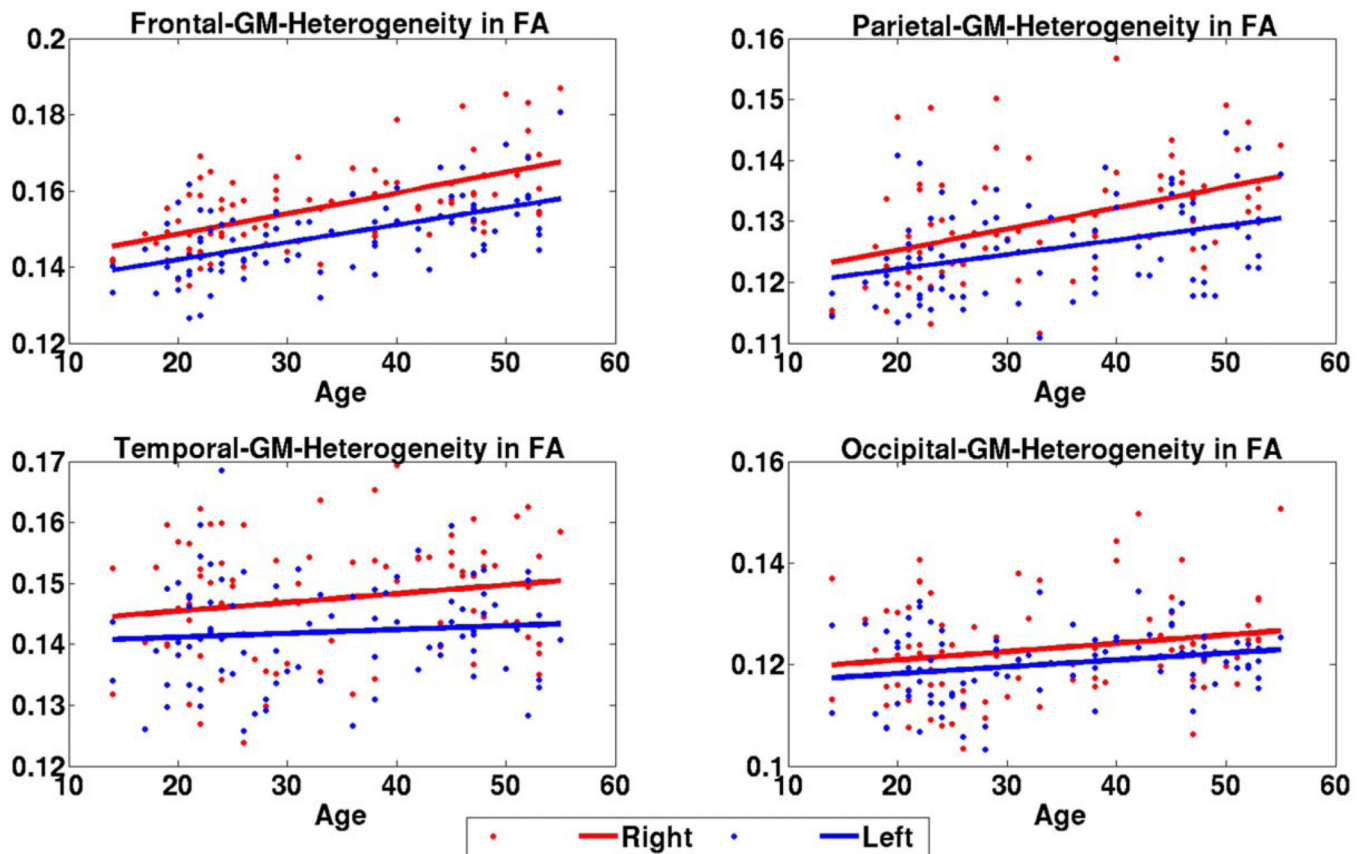 Frontal-GM-Heterogeneity in FA
0.2
0.18
0.16
0.14
0.12
10 20 30 40 50 60
Age
Parietal-GM-Heterogeneity in FA
0.16
0.15
0.14
0.13
0.12
0.11
10 20 30 40 50 60
Age
Temporal-GM-Heterogeneity in FA
0.17
0.16
0.15
0.14
0.13
0.12
10 20 30 40 50 60
Age
Occipital-GM-Heterogeneity in FA
0.16
0.14
0.12
0.1
10 20 30 40 50 60
Age
Right Left